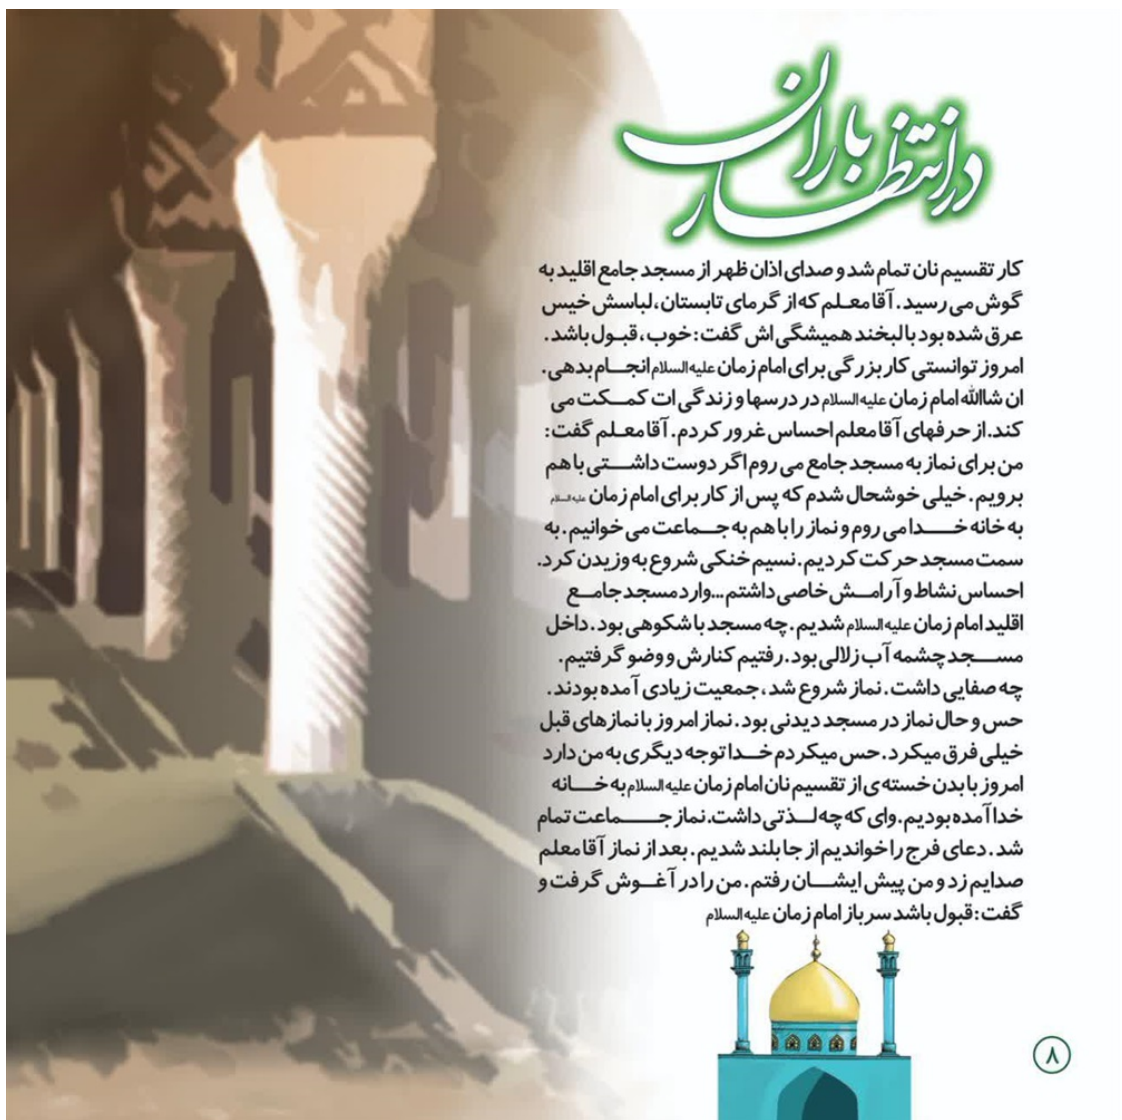 در انتظار باران
کار تقسیم نان تمام شد و صدای اذان ظهر از مسجد جامع اقلید به
گوش می رسید. آقا معلم که از گرمای تابستان، لباسش خیس
عرق شده بود با لبخند همیشگی اش گفت: خوب، قبول باشد.
امروز توانستی کار بزرگی برای امام زمان علیه السلام انجام بدهی.
ان شاالله امام زمان علیه السلام در درسها و زندگی ات کمکت می
کند. از حرفهای آقا معلم احساس غرور کردم. آقا معلم گفت:
من برای نماز به مسجد جامع می روم اگر دوست داشتی با هم
برویم. خیلی خوشحال شدم که پس از کار برای امام زمان علیه السلام
به خانه خدا می روم و نماز را با هم به جماعت می خوانیم. به
سمت مسجد حرکت کردیم. نسیم خنکی شروع به وزیدن کرد.
احساس نشاط و آرامش خاصی داشتم... وارد مسجد جامع
اقلید امام زمان علیه السلام شدیم. چه مسجد با شکوهی بود. داخل
مسجد چشمه آب زلالی بود. رفتیم کنارش و وضو گرفتیم.
چه صفایی داشت. نماز شروع شد، جمعیت زیادی آمده بودند.
حس و حال نماز در مسجد دیدنی بود. نماز امروز با نمازهای قبل
خیلی فرق میکرد. حس میکردم خدا توجه دیگری به من دارد
امروز با بدن خسته ی از تقسیم نان امام زمان علیه السلام به خانه
خدا آمده بودیم. وای که چه لذتی داشت. نماز جماعت تمام
شد. دعای فرج را خواندیم از جا بلند شدیم. بعد از نماز آقا معلم
صدایم زد و من پیش ایشان رفتم. من را در آغوش گرفت و
گفت: قبول باشد سرباز امام زمان علیه السلام
۸